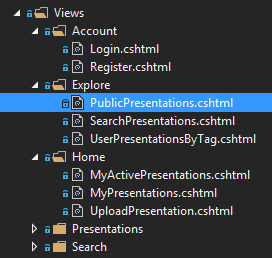 Views
Account
Login.cshtml
Register.cshtml
Explore
PublicPresentations.cshtml
SearchPresentations.cshtml
UserPresentationsByTag.cshtml
Home
MyActivePresentations.cshtml
MyPresentations.cshtml
UploadPresentation.cshtml
Presentations
Search